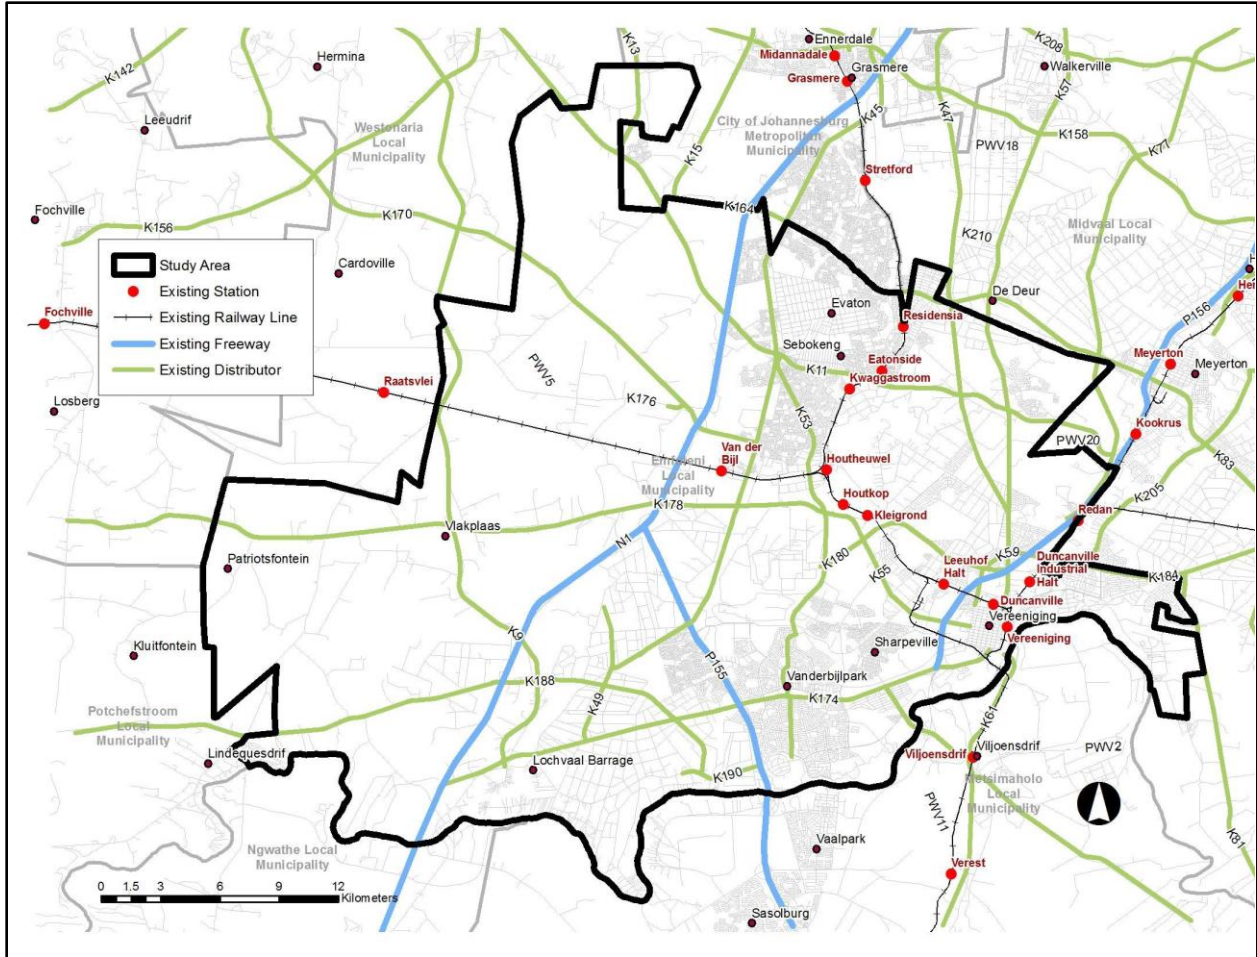 Ennerdale
K13
K208
Hermina
Midannadale
Walkerville
K142
Grasmere
Grasmere
K57
Leeudrif
City of Johannesburg
Metropolitan
Municipality
K45
K47
Westonaria
Local
Municipality
K158
PWV18
K77
K15
Stretford
Fochville
K164
K170
K156
Midvaal Local
Municipality
K210
Study Area
Cardoville
Existing Station
De Deur
Fochville
Existing Railway Line
Evaton
Residensia
P156
Existing Freeway
Sebokeng
Existing Distributor
Eatonside
Meyerton
PWV5
K11
Meyerton
Raatsvlei
Kwaggastroom
K176
Losberg
K53
Kookrus
PWV20
Van der
Bijl
K83
Local
Municipality
Houtheuwel
K205
K178
Houtkop
Redan
Kleigrond
Vlakplaas
N1
K180
K59
Duncanville
Industrial
Halt
Patriotsfontein
Leeuhof
Halt
K55
K184
Duncanville
Vereeniging
K9
Vereeniging
Kluitfontein
Sharpeville
P155
K188
Vanderbijlpark
K174
K49
Potchefstroom
Local
Municipality
K61
Lindequesdrif
Viljoensdrif
Viljoensdrif
PWV2
Lochvaal Barrage
K190
Metsimaholo
Local
Municipality
PWV11
K81
Ngwathe Local
Municipality
Vaalpark
Verest
0 1.5 3 6 9 12
Kilometers
Sasolburg